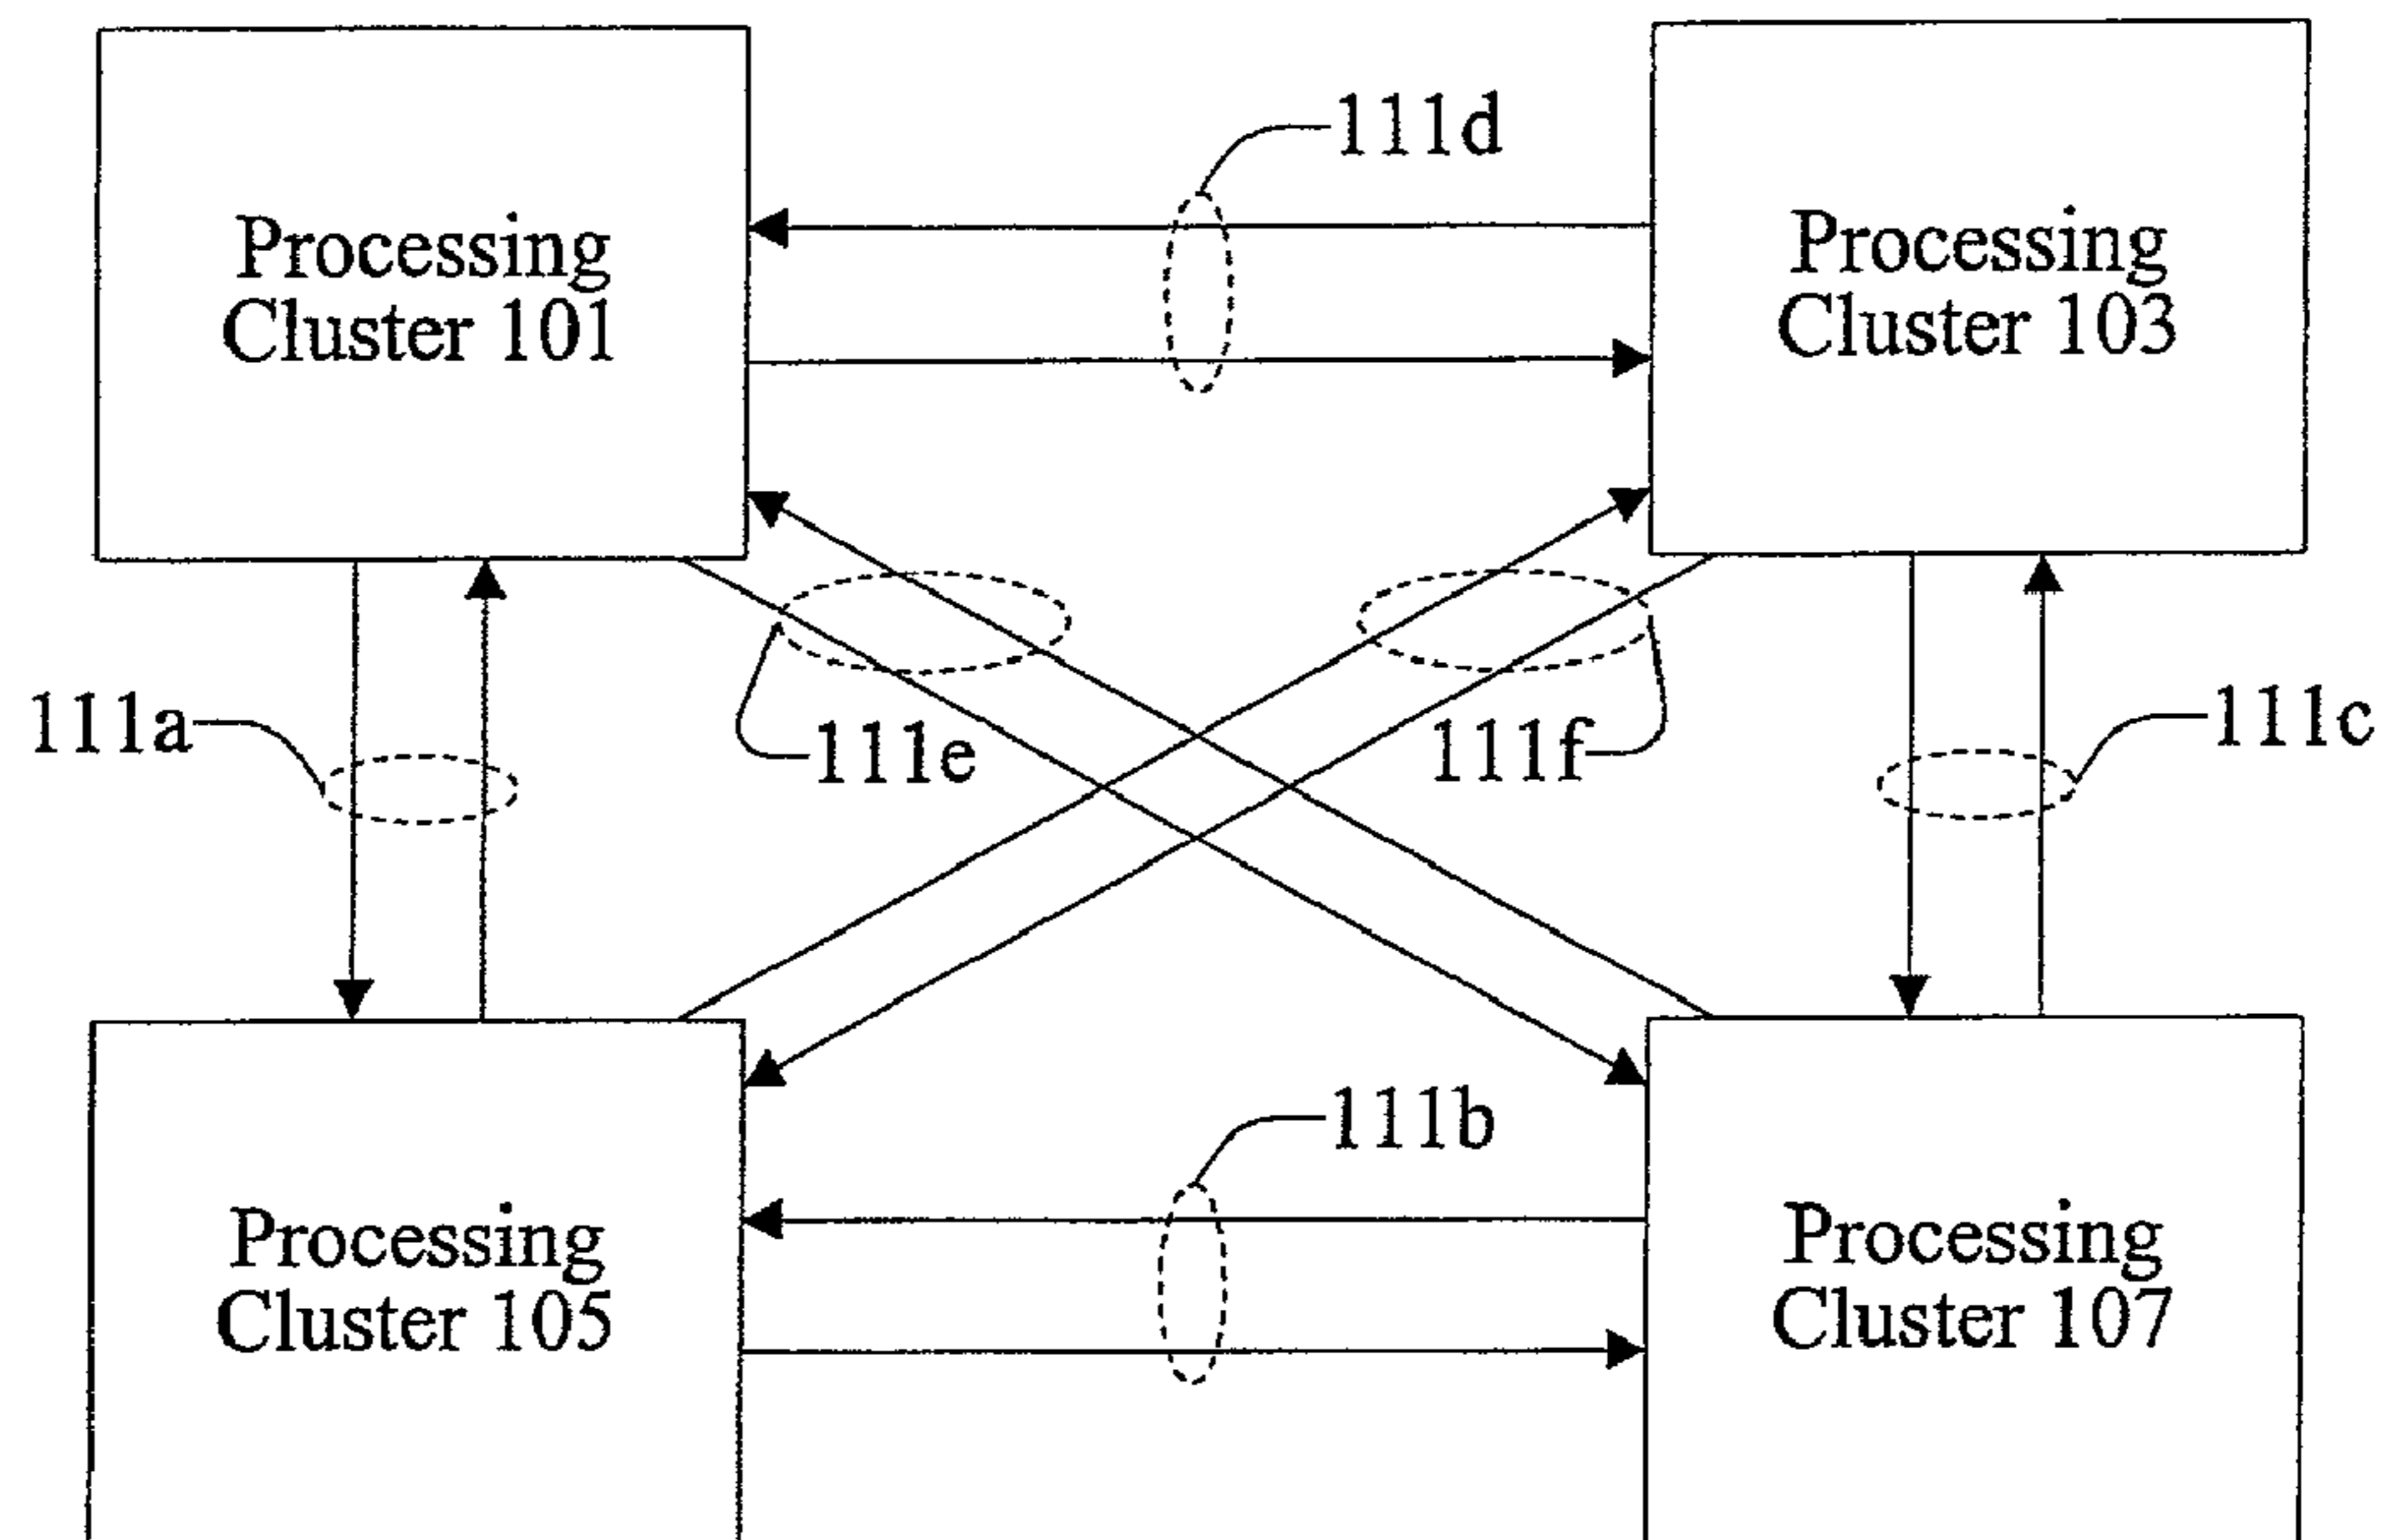 111d
Processing
Cluster 101
Processing
Cluster 103
111a
111e
111f
111c
111b
Processing
Cluster 105
Processing
Cluster 107